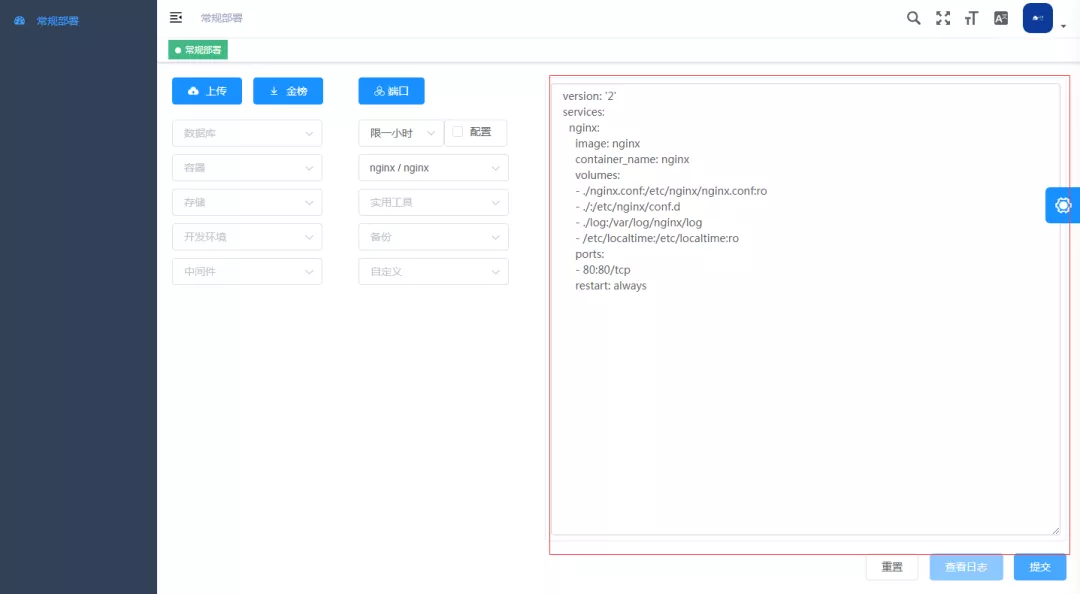 常规部署
常规部署
常规部署
上传
金榜
端口
数据库
限一小时
配置
容器
nginx / nginx
存储
实用工具
开发环境
备份
中间件
自定义
version: '2'
services:
nginx:
image: nginx
container_name: nginx
volumes:
- ./nginx.conf:/etc/nginx/nginx.conf:ro
- ./:/etc/nginx/conf.d
- ./log:/var/log/nginx/log
- /etc/localtime:/etc/localtime:ro
ports:
- 80:80/tcp
restart: always
重置
查看日志
提交